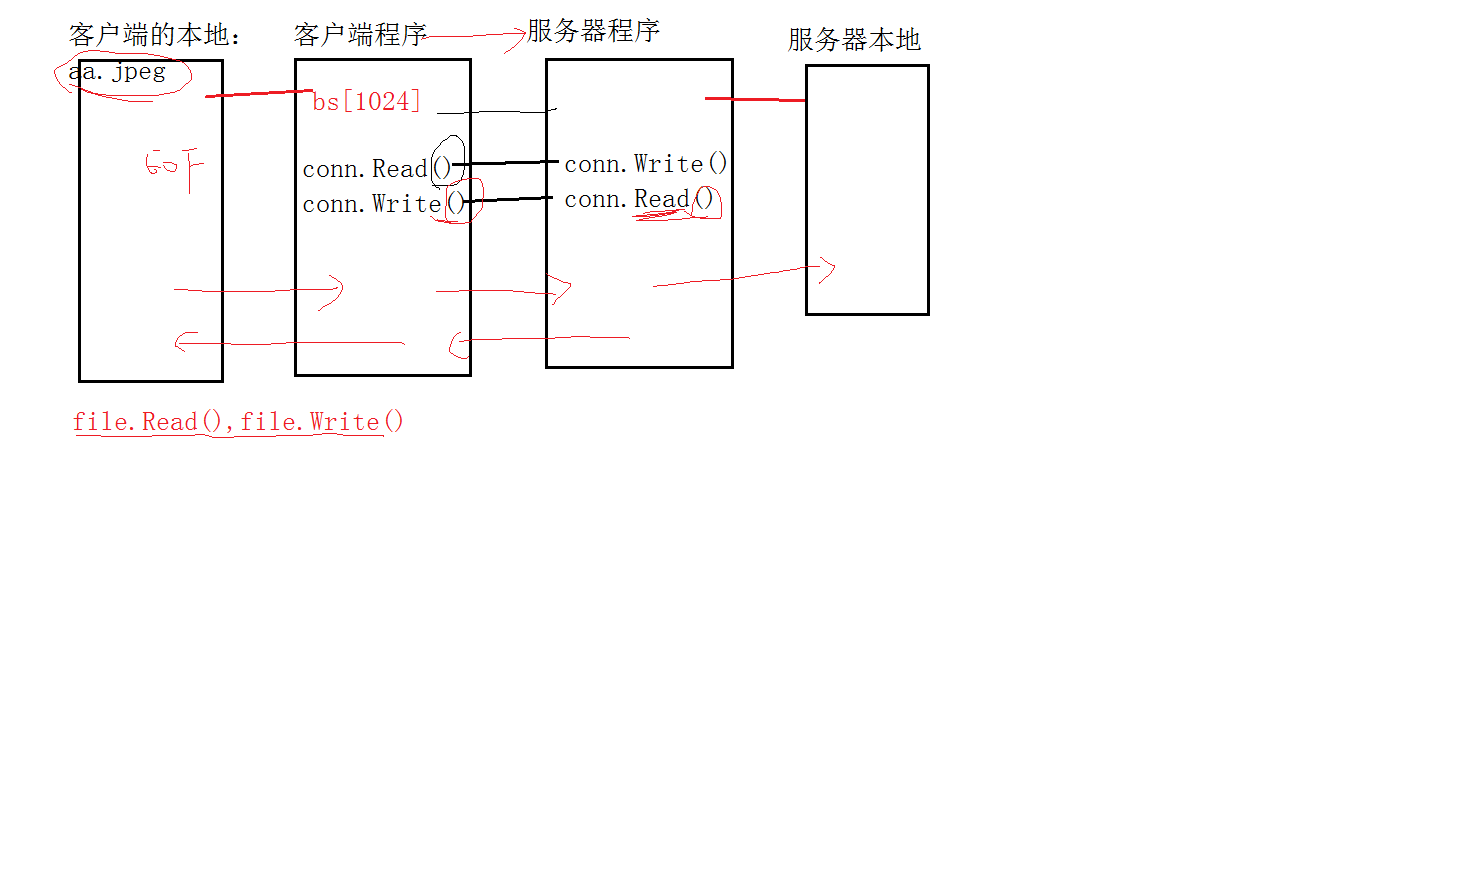 客户端的本地：
客户端程序
服务器程序
服务器本地
aa.jpeg
bs[1024]
EOF
conn.Read()
conn.Write()
conn.Write()
conn.Read()
file.Read(),file.Write()